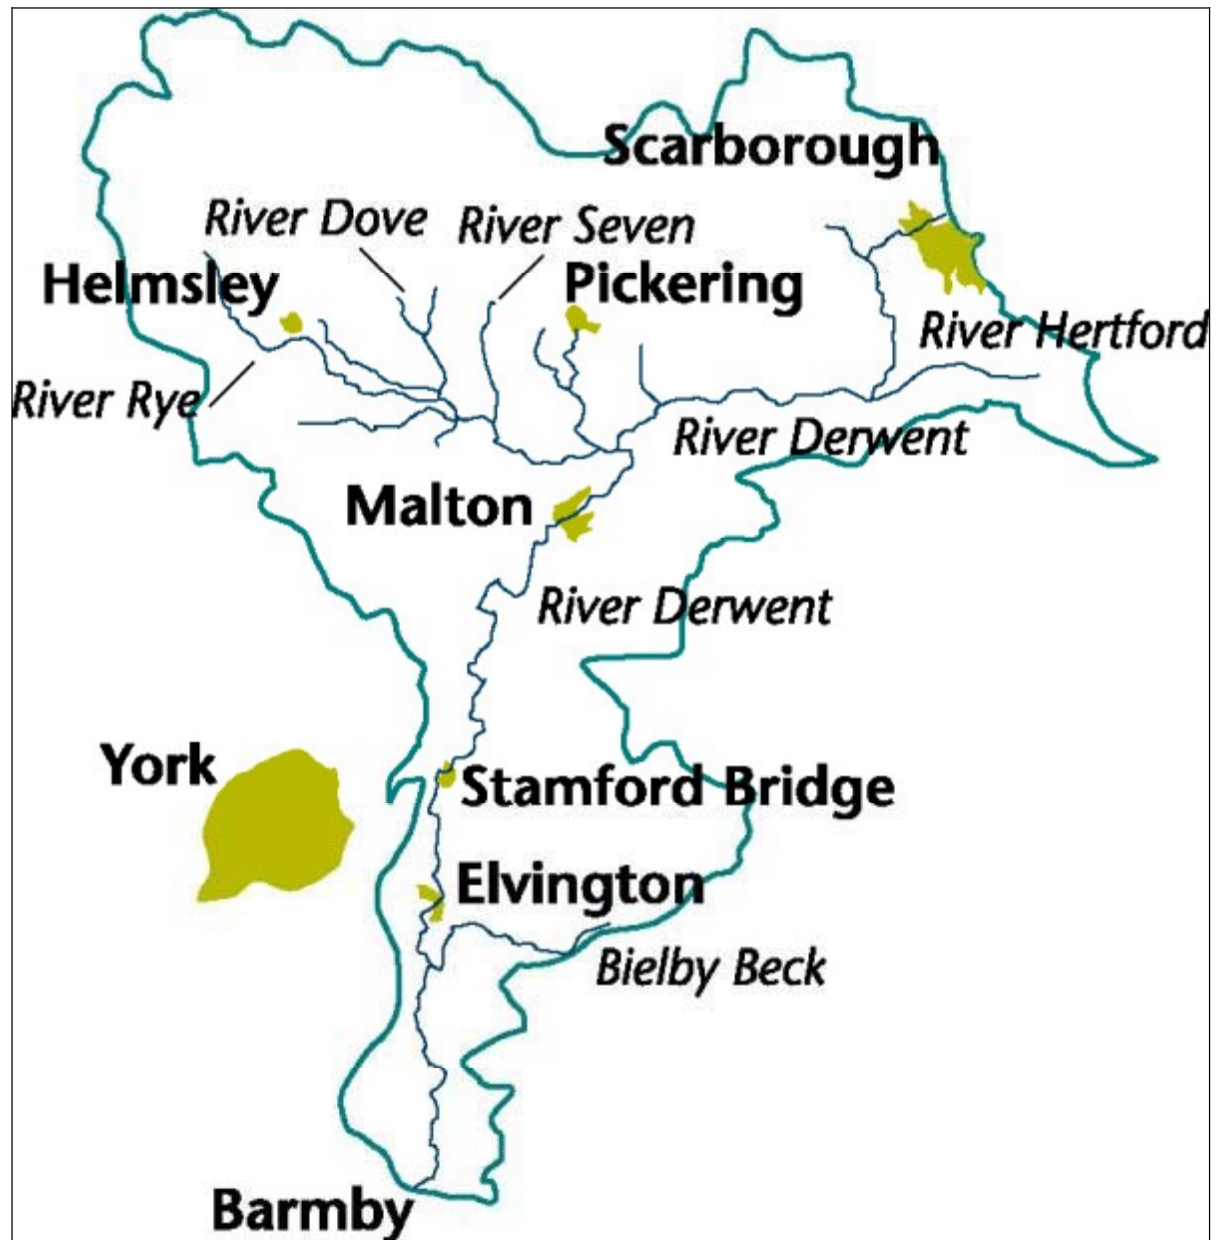 Scarborough
River Dove
River Seven
Helmsley
Pickering
River Hertford
River Rye
River Derwent
Malton
River Derwent
York
Stamford Bridge
Elvington
Bielby Beck
Barmby